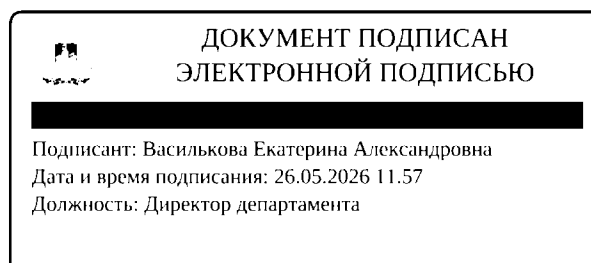 ДОКУМЕНТ ПОДПИСАН
ЭЛЕКТРОННОЙ ПОДПИСЬЮ
Подписант: Василькова Екатерина Александровна
Дата и время подписания: 26.05.2026 11.57
Должность: Директор департамента